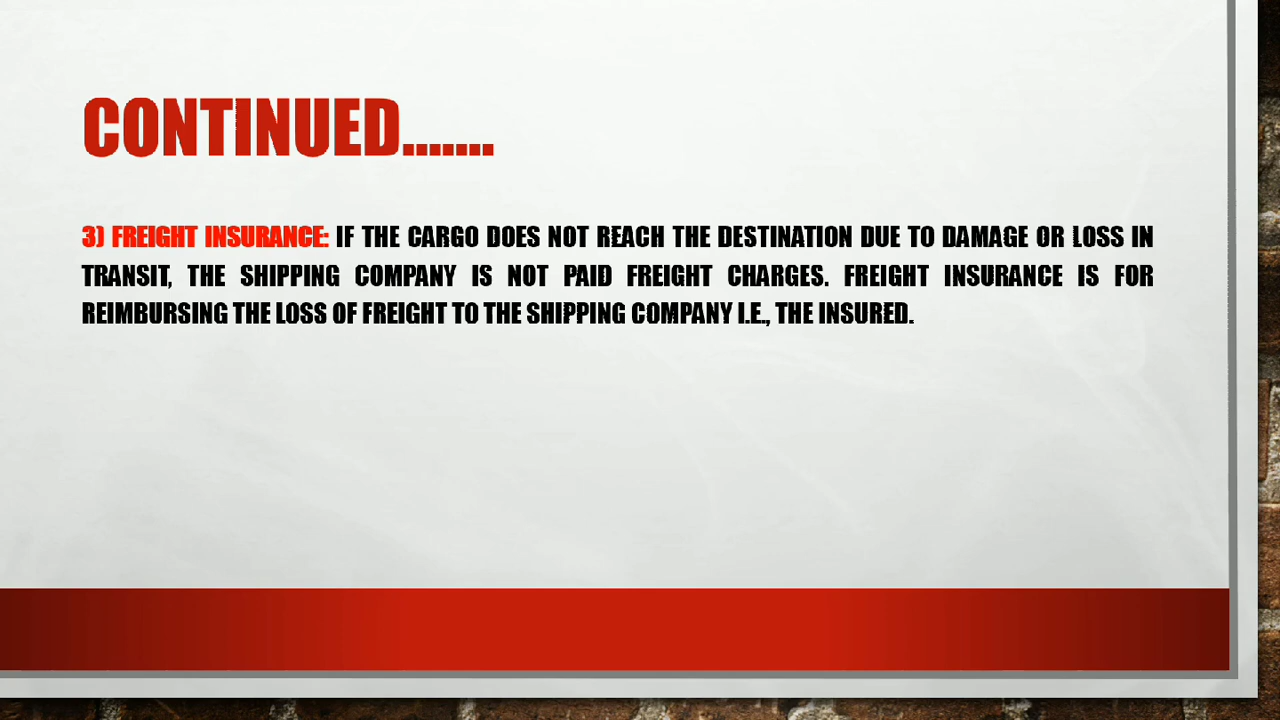 CONTINUED.......
3) FREIGHT INSURANCE: IF THE CARGO DOES NOT REACH THE DESTINATION DUE TO DAMAGE OR LOSS IN
TRANSIT, THE SHIPPING COMPANY IS NOT PAID FREIGHT CHARGES. FREIGHT INSURANCE IS FOR
REIMBURSING THE LOSS OF FREIGHT TO THE SHIPPING COMPANY I.E., THE INSURED.